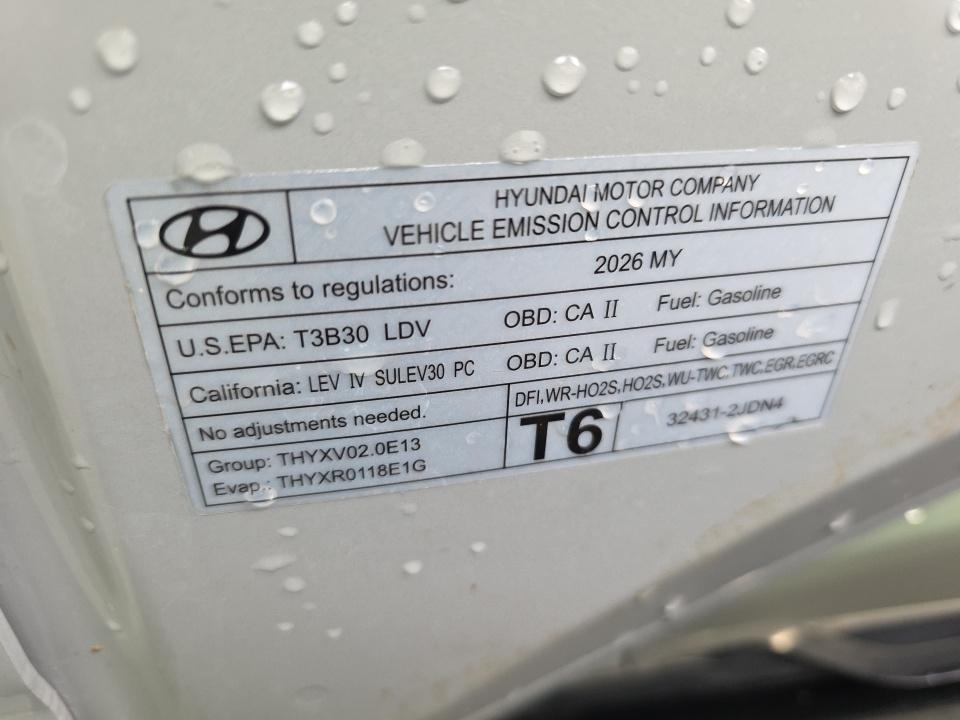 HYUNDAI MOTOR COMPANY
VEHICLE EMISSION CONTROL INFORMATION
Conforms to regulations: 2026 MY
U.S.EPA: T3B30 LDV OBD: CA II Fuel: Gasoline
California: LEV IV SULEV30 PC OBD: CA II Fuel: Gasoline
No adjustments needed.
DFI,WR-HO2S,HO2S,WU-TWC,TWC,EGR,EGRC
Group: THYXV02.0E13
Evap.: THYXR0118E1G
T6
32431-2JDN4